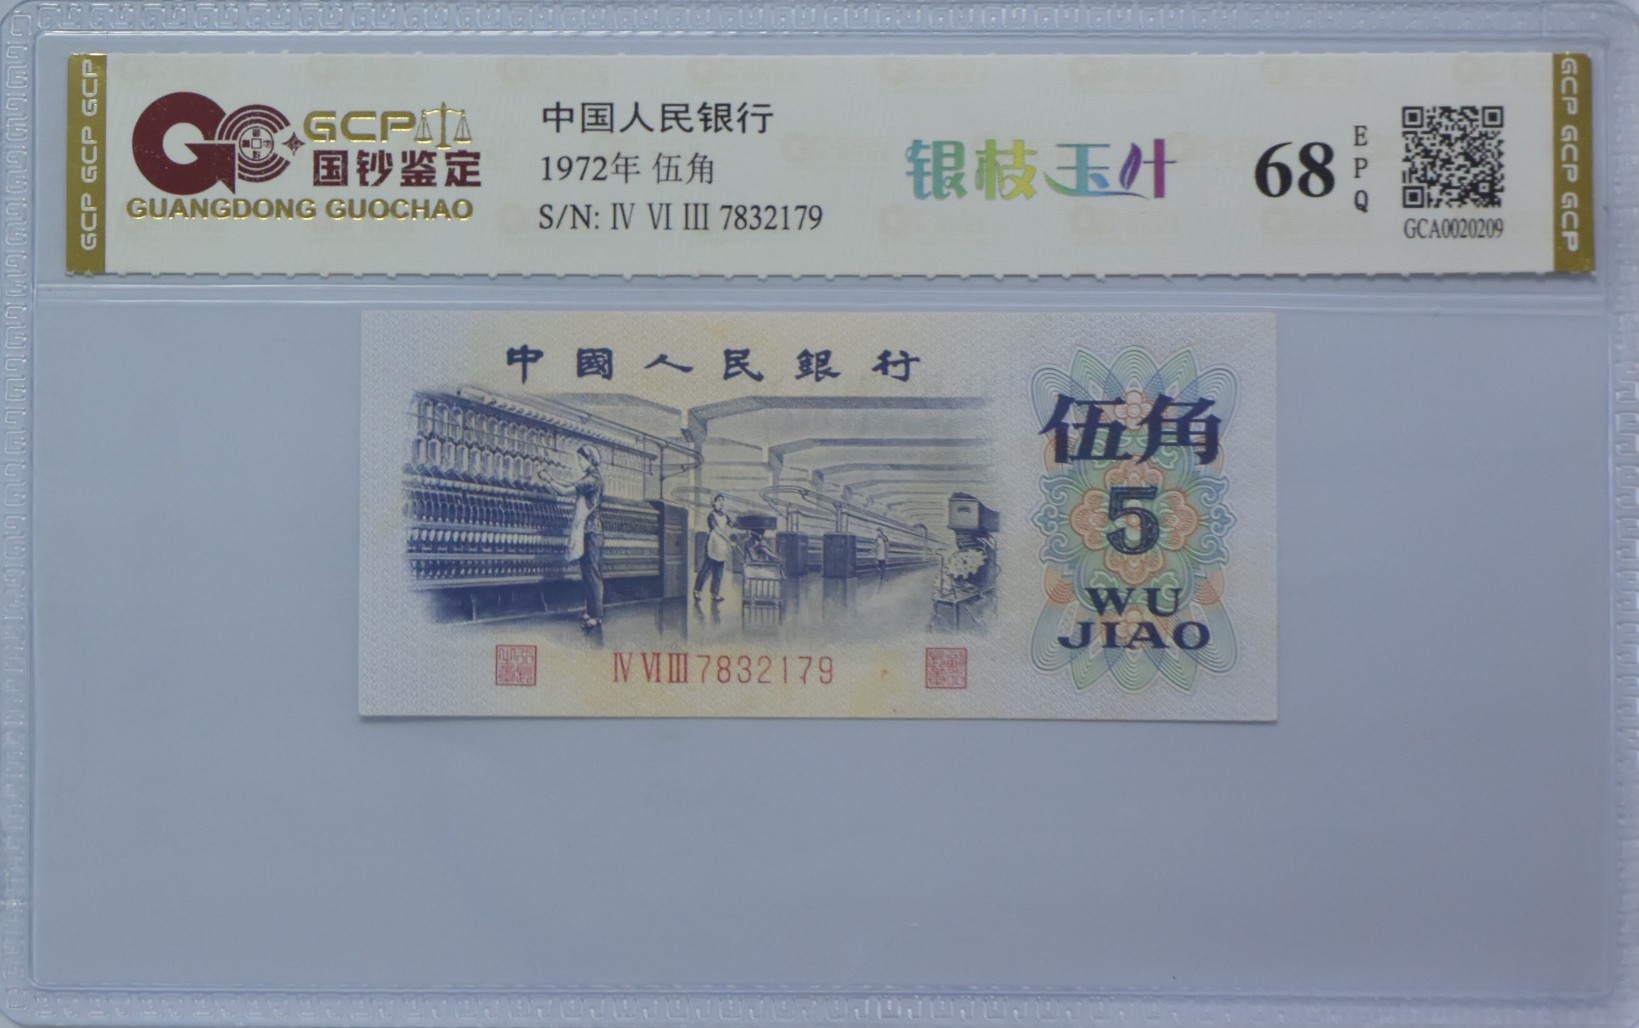 GCP GCP GCP
GCP
国钞鉴定
GUANGDONG GUOCHAO
中国人民银行
1972年 伍角
S/N: Ⅳ Ⅵ Ⅲ 7832179
银枝玉叶
68
EPQ
GCA0020209
GCP GCP GCP
中國人民銀行
伍角
5
WU
JIAO
Ⅳ Ⅵ Ⅲ 7832179